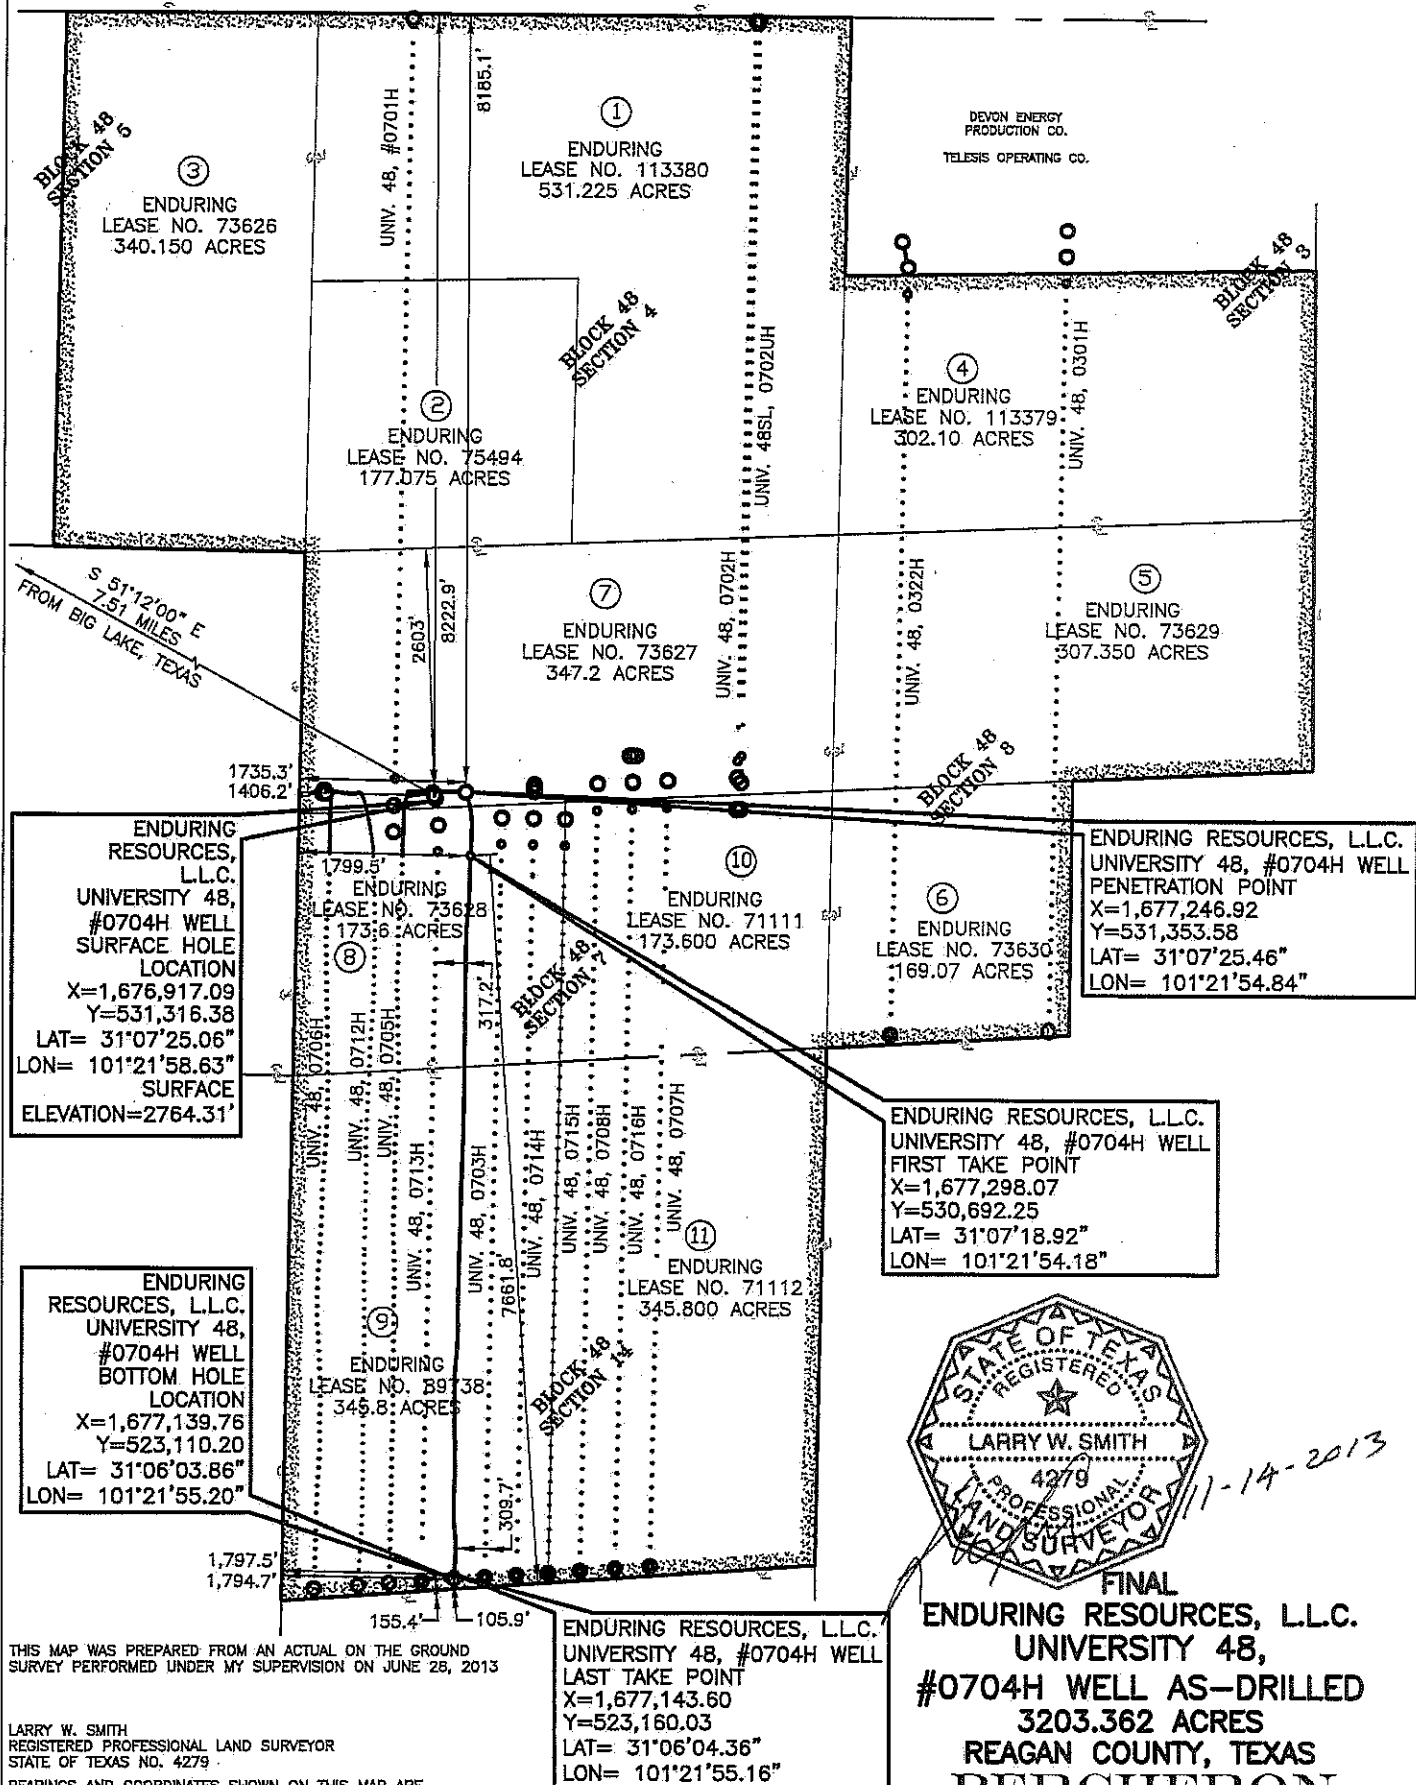 8185.1'
UNIV. 48, #0701H
1
ENDURING
LEASE NO. 113380
531.225 ACRES
DEVON ENERGY
PRODUCTION CO.
TELESIS OPERATING CO.
BLOCK 48
SECTION 5
3
ENDURING
LEASE NO. 73626
340.150 ACRES
BLOCK 48
SECTION 3
BLOCK 48
SECTION 4
UNIV. 48SL, 0702UH
4
ENDURING
LEASE NO. 113379
302.10 ACRES
UNIV. 48, 0301H
2
ENDURING
LEASE NO. 75494
177.075 ACRES
S 51°12'00" E
7.51 MILES
FROM BIG LAKE, TEXAS
2603'
8222.9'
7
ENDURING
LEASE NO. 73627
347.2 ACRES
UNIV. 48, 0702H
UNIV. 48, 0322H
5
ENDURING
LEASE NO. 73629
307.350 ACRES
BLOCK 48
SECTION 8
1735.3'
1406.2'
ENDURING
RESOURCES,
L.L.C.
UNIVERSITY 48,
#0704H WELL
SURFACE HOLE
LOCATION
X=1,676,917.09
Y=531,316.38
LAT= 31°07'25.06"
LON= 101°21'58.63"
SURFACE
ELEVATION=2764.31'
1799.5'
ENDURING
LEASE NO. 73628
173.6 ACRES
8
10
ENDURING
LEASE NO. 71111
173.600 ACRES
6
ENDURING
LEASE NO. 73630
169.07 ACRES
ENDURING RESOURCES, L.L.C.
UNIVERSITY 48, #0704H WELL
PENETRATION POINT
X=1,677,246.92
Y=531,353.58
LAT= 31°07'25.46"
LON= 101°21'54.84"
317.2'
BLOCK 48
SECTION 7
UNIV. 48, 0706H
UNIV. 48, 0712H
UNIV. 48, 0705H
UNIV. 48, 0713H
UNIV. 48, 0703H
7661.8'
UNIV. 48, 0714H
UNIV. 48, 0715H
UNIV. 48, 0708H
UNIV. 48, 0716H
UNIV. 48, 0707H
ENDURING RESOURCES, L.L.C.
UNIVERSITY 48, #0704H WELL
FIRST TAKE POINT
X=1,677,298.07
Y=530,692.25
LAT= 31°07'18.92"
LON= 101°21'54.18"
11
ENDURING
LEASE NO. 71112
345.800 ACRES
ENDURING
RESOURCES, L.L.C.
UNIVERSITY 48,
#0704H WELL
BOTTOM HOLE
LOCATION
X=1,677,139.76
Y=523,110.20
LAT= 31°06'03.86"
LON= 101°21'55.20"
9
ENDURING
LEASE NO. 89738
345.8 ACRES
BLOCK 48
SECTION 14
309.7'
1,797.5'
1,794.7'
155.4'
105.9'
STATE OF TEXAS
REGISTERED
LARRY W. SMITH
4279
PROFESSIONAL
LAND SURVEYOR
11-14-2013
THIS MAP WAS PREPARED FROM AN ACTUAL ON THE GROUND
SURVEY PERFORMED UNDER MY SUPERVISION ON JUNE 28, 2013
LARRY W. SMITH
REGISTERED PROFESSIONAL LAND SURVEYOR
STATE OF TEXAS NO. 4279
BEARINGS AND COORDINATES SHOWN ON THIS MAP ARE
ENDURING RESOURCES, L.L.C.
UNIVERSITY 48, #0704H WELL
LAST TAKE POINT
X=1,677,143.60
Y=523,160.03
LAT= 31°06'04.36"
LON= 101°21'55.16"
FINAL
ENDURING RESOURCES, L.L.C.
UNIVERSITY 48,
#0704H WELL AS-DRILLED
3203.362 ACRES
REAGAN COUNTY, TEXAS
PERCHERON